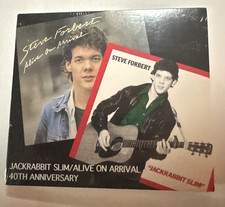 Steve Forbert
Alive on Arrival
STEVE FORBERT
"JACKRABBIT SLIM"
JACKRABBIT SLIM/ALIVE ON ARRIVAL
40TH ANNIVERSARY